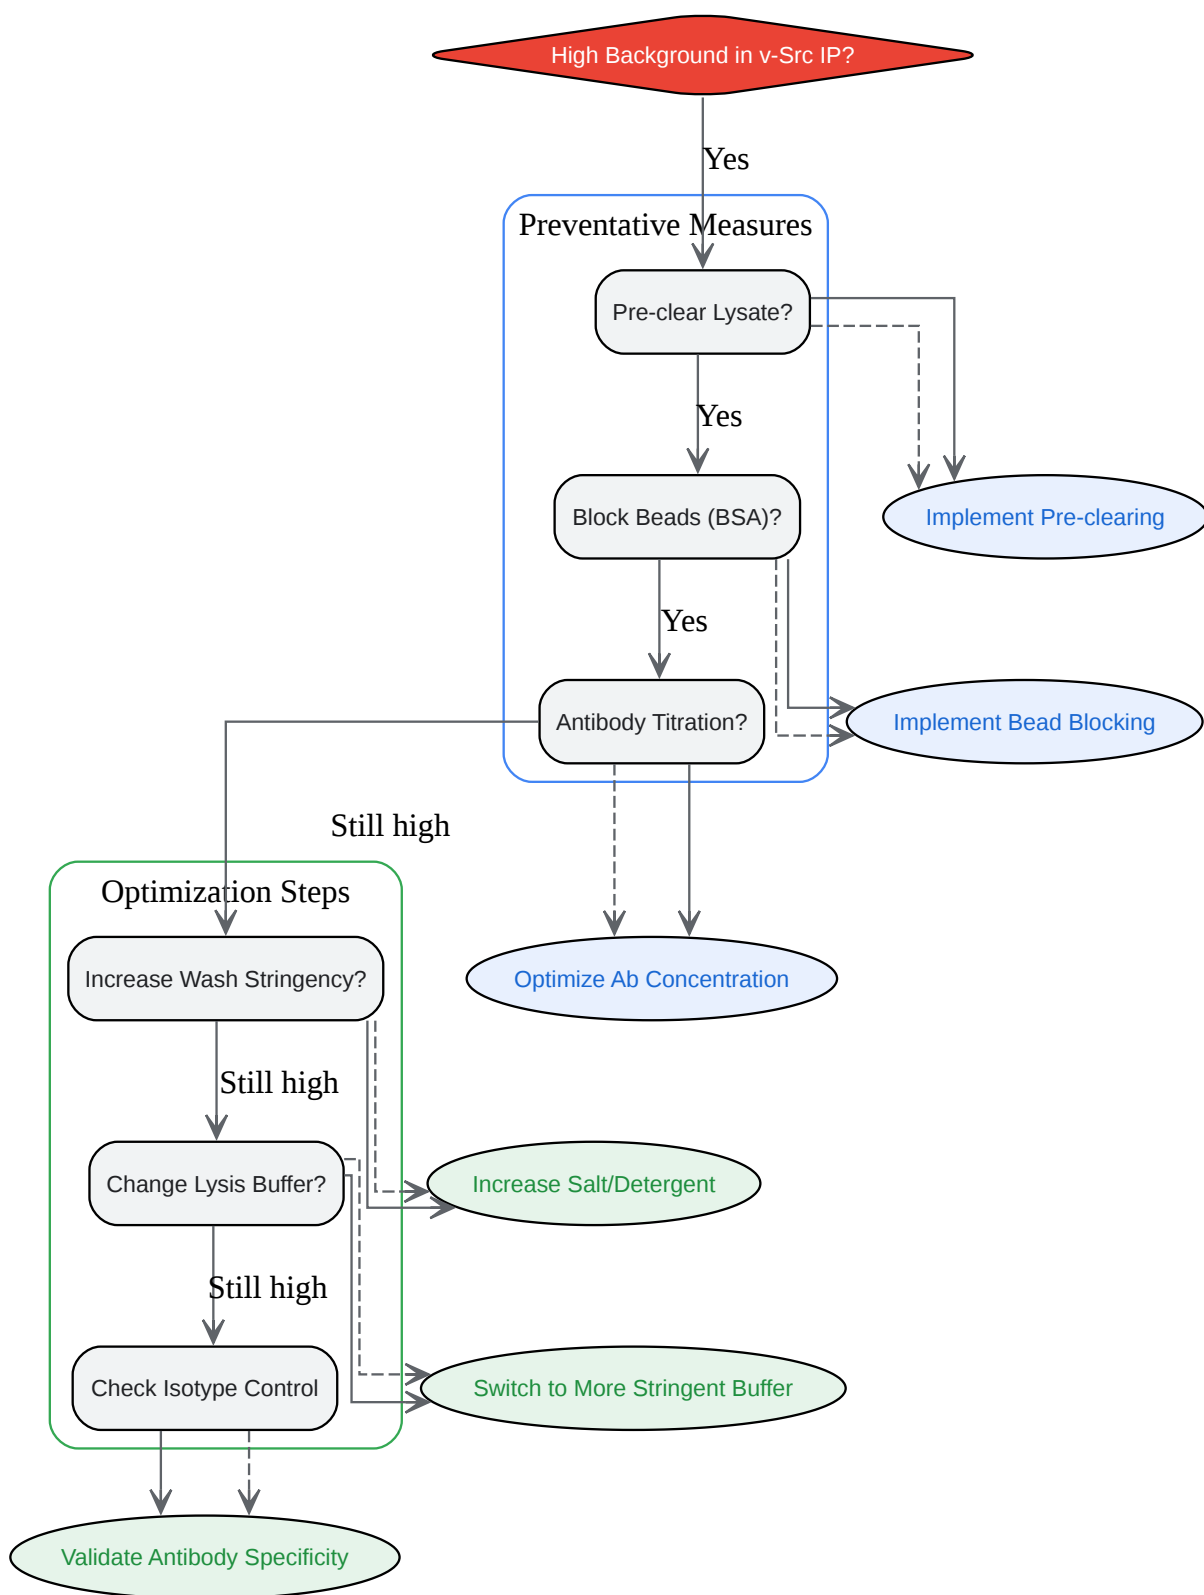 High Background in v-Src IP?
Yes
Preventative Measures
Pre-clear Lysate?
Yes
Block Beads (BSA)?
Implement Pre-clearing
Yes
Antibody Titration?
Implement Bead Blocking
Still high
Optimization Steps
Increase Wash Stringency?
Optimize Ab Concentration
Still high
Change Lysis Buffer?
Increase Salt/Detergent
Still high
Check Isotype Control
Switch to More Stringent Buffer
Validate Antibody Specificity